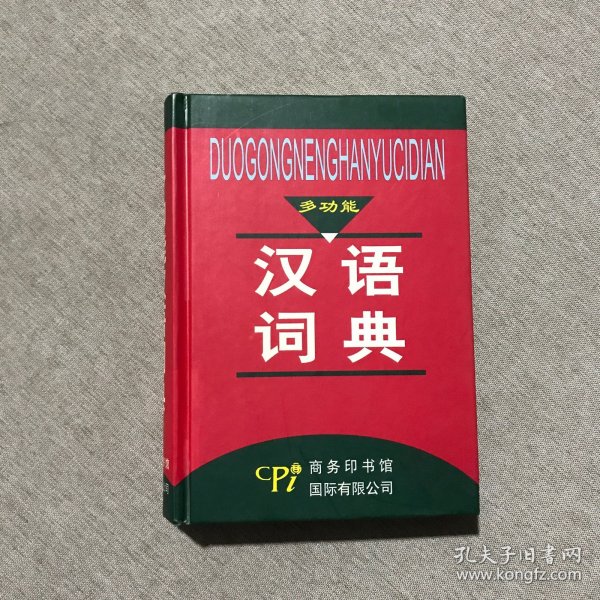 DUOGONGNENGHANYUCIDIAN
多功能
汉语
词典
CPi
商务印书馆
国际有限公司
孔夫子旧书网
www.kongfz.com